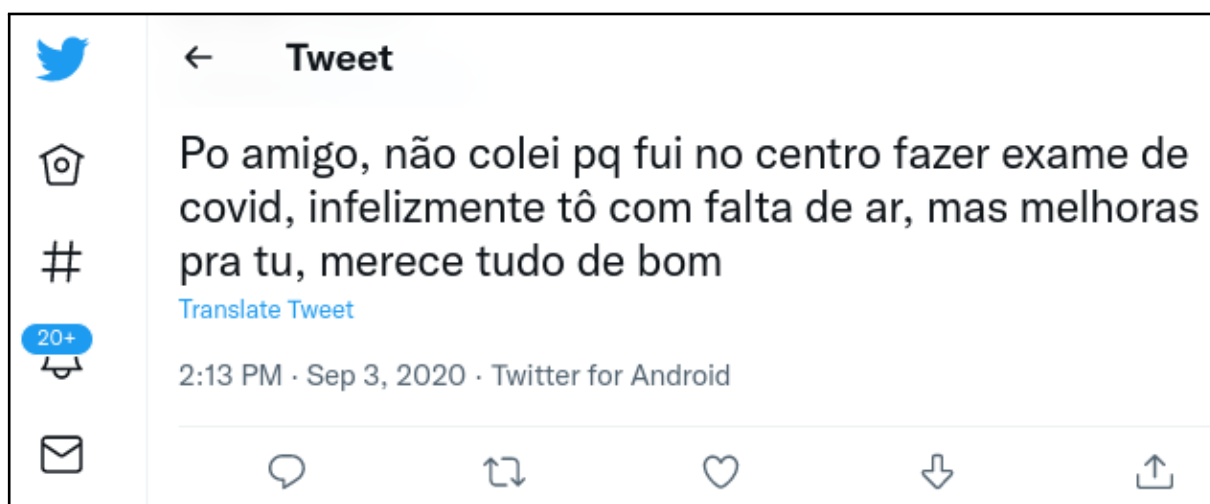 Tweet
Po amigo, não colei pq fui no centro fazer exame de
covid, infelizmente tô com falta de ar, mas melhoras
pra tu, merece tudo de bom
Translate Tweet
20+
2:13 PM · Sep 3, 2020 · Twitter for Android